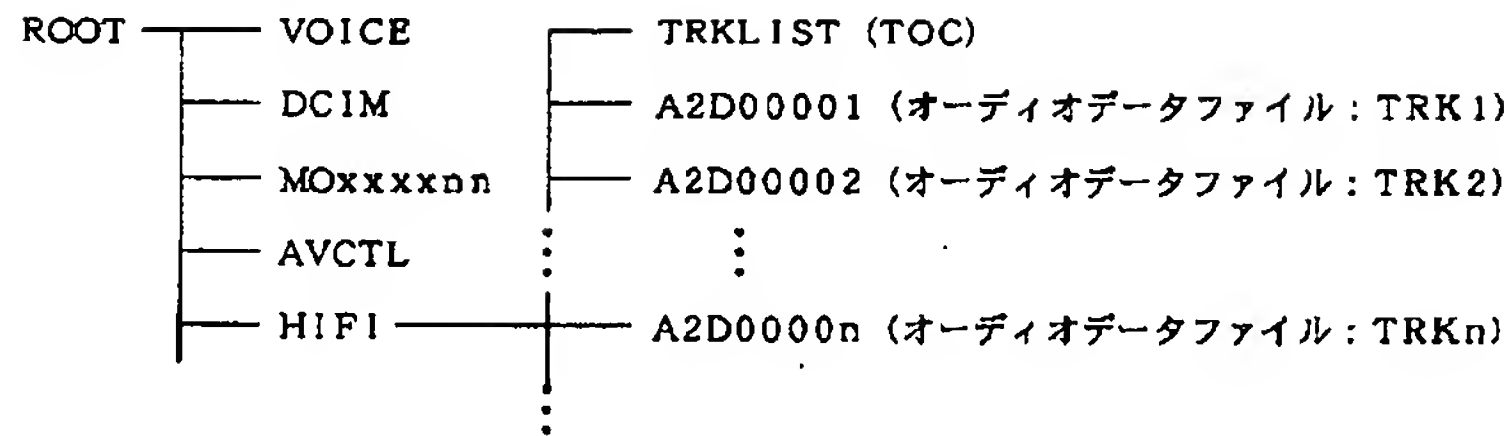 ROOT VOICE TRKLIST (TOC)
DCIM A2D00001 (オーディオデータファイル：TRK1)
MOxxxxnn A2D00002 (オーディオデータファイル：TRK2)
AVCTL
HIFI A2D0000n (オーディオデータファイル：TRKn)